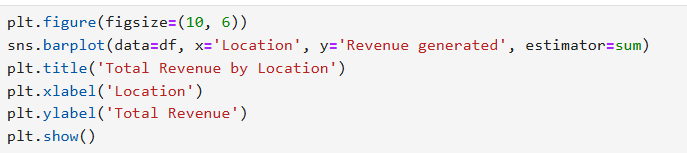 plt.figure(figsize=(10, 6))
sns.barplot(data=df, x='Location', y='Revenue generated', estimator=sum)
plt.title('Total Revenue by Location')
plt.xlabel('Location')
plt.ylabel('Total Revenue')
plt.show()